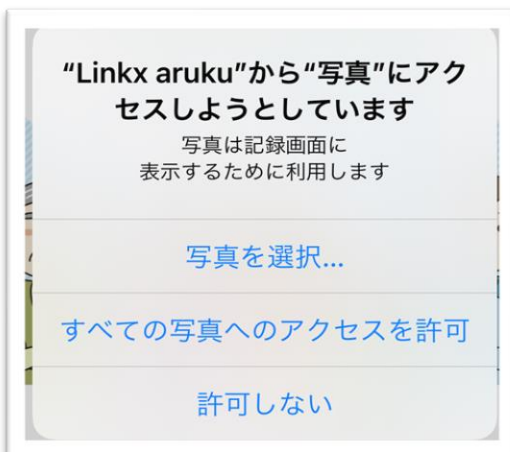 “Linkx aruku”から“写真”にアク
セスしようとしています
写真は記録画面に
表示するために利用します
写真を選択...
すべての写真へのアクセスを許可
許可しない